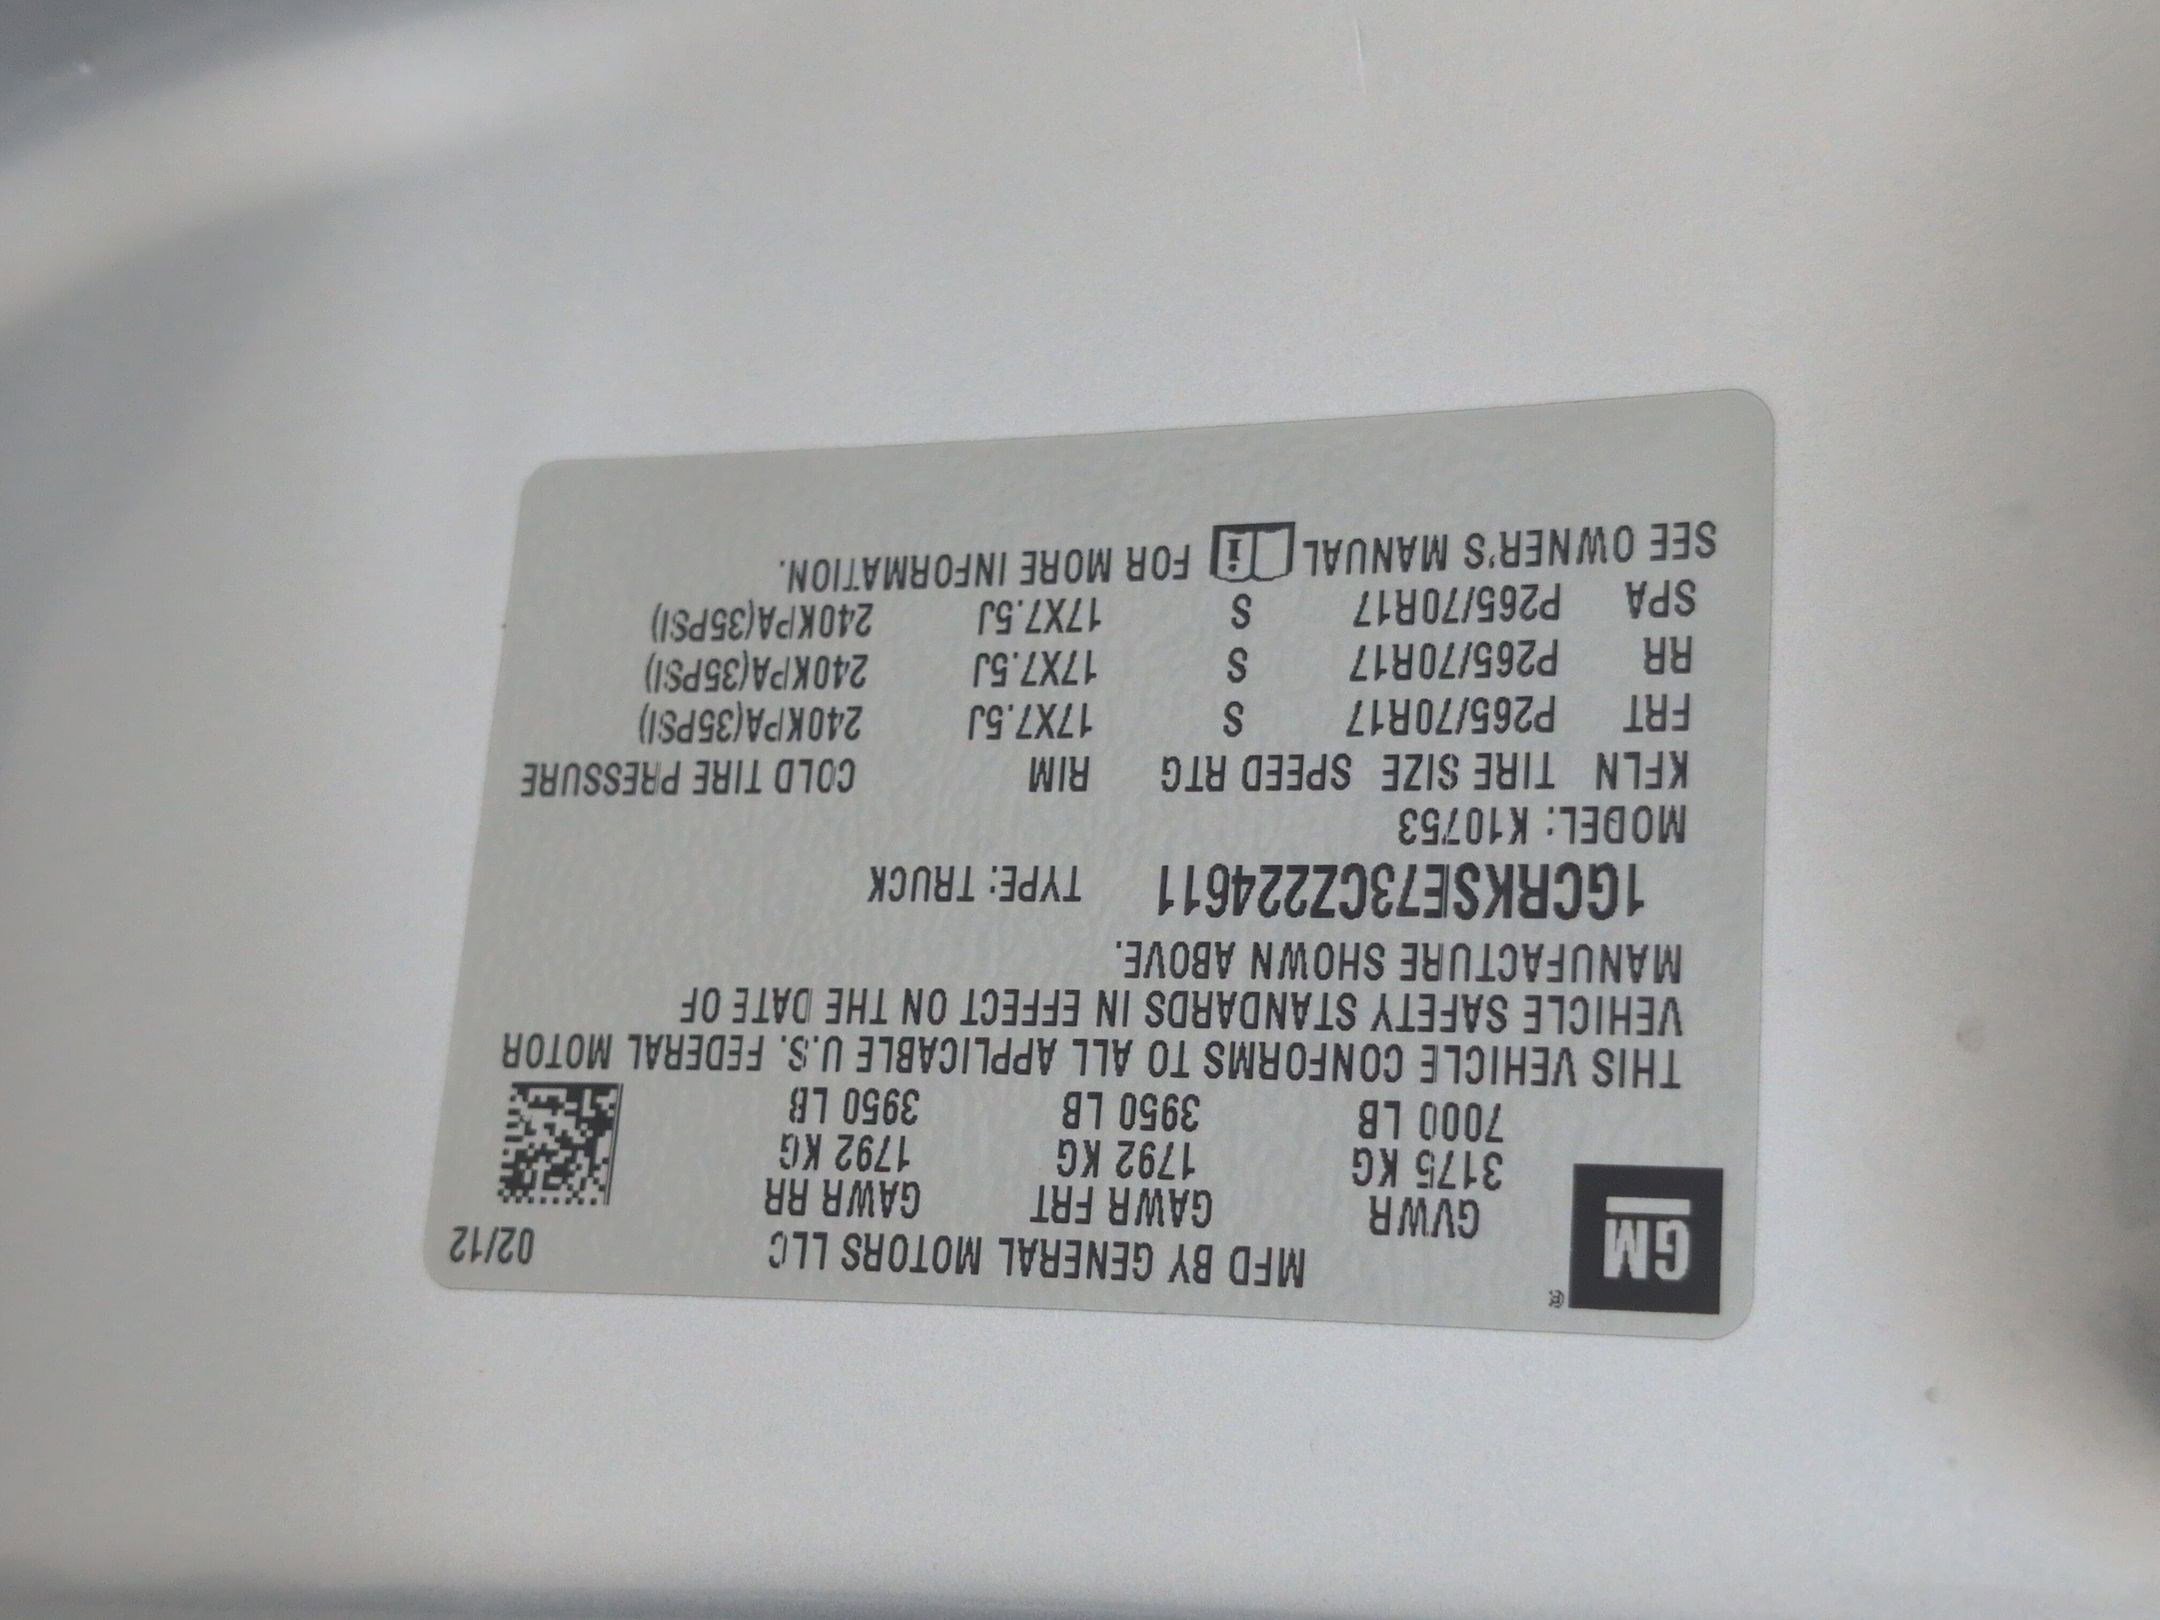 GM ®
MFD BY GENERAL MOTORS LLC 02/12
GVWR GAWR FRT GAWR RR
3175 KG 1792 KG 1792 KG
7000 LB 3950 LB 3950 LB
THIS VEHICLE CONFORMS TO ALL APPLICABLE U.S. FEDERAL MOTOR
VEHICLE SAFETY STANDARDS IN EFFECT ON THE DATE OF
MANUFACTURE SHOWN ABOVE.
1GCRKSE73CZ224611 TYPE: TRUCK
MODEL: K10753
KFLN TIRE SIZE SPEED RTG RIM COLD TIRE PRESSURE
FRT P265/70R17 S 17X7.5J 240KPA(35PSI)
RR P265/70R17 S 17X7.5J 240KPA(35PSI)
SPA P265/70R17 S 17X7.5J 240KPA(35PSI)
SEE OWNER'S MANUAL i FOR MORE INFORMATION.